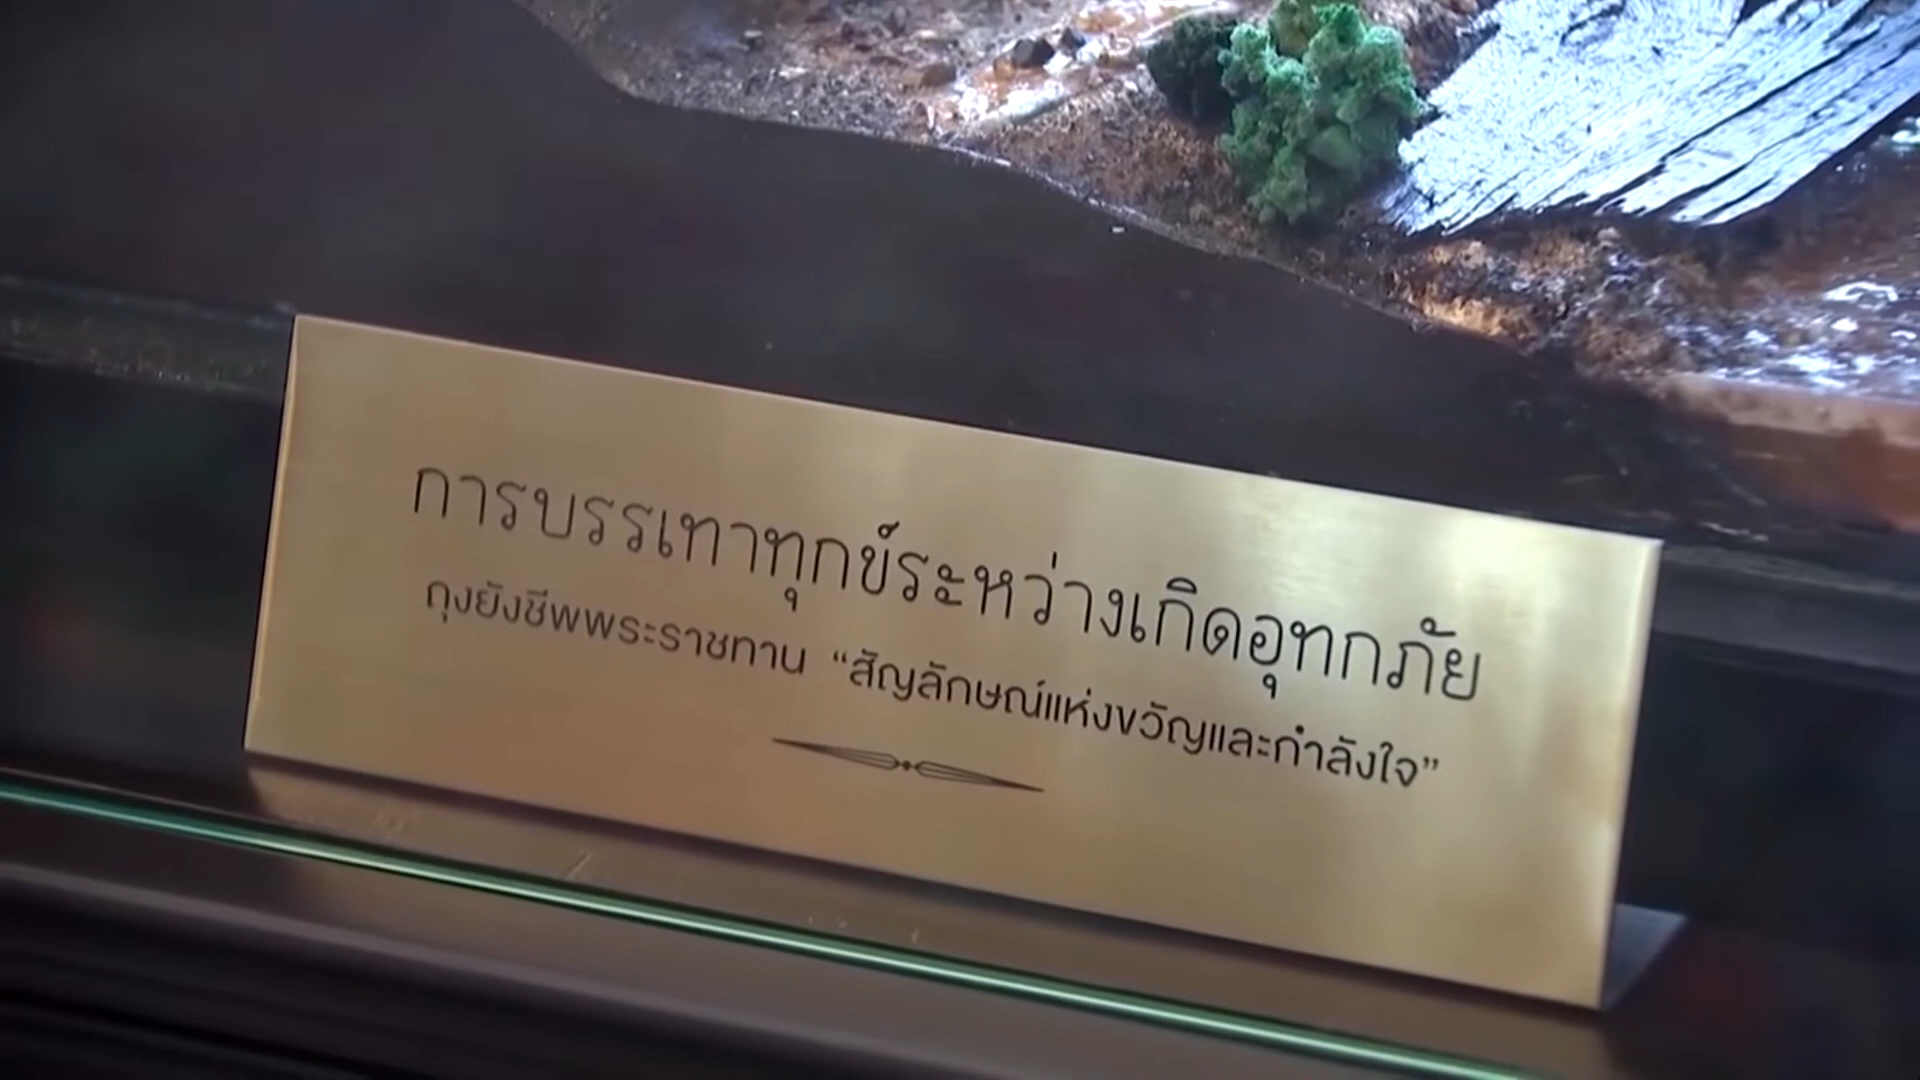 การบรรเทาทุกข์ระหว่างเกิดอุทกภัย
ถุงยังชีพพระราชทาน “สัญลักษณ์แห่งขวัญและกำลังใจ”